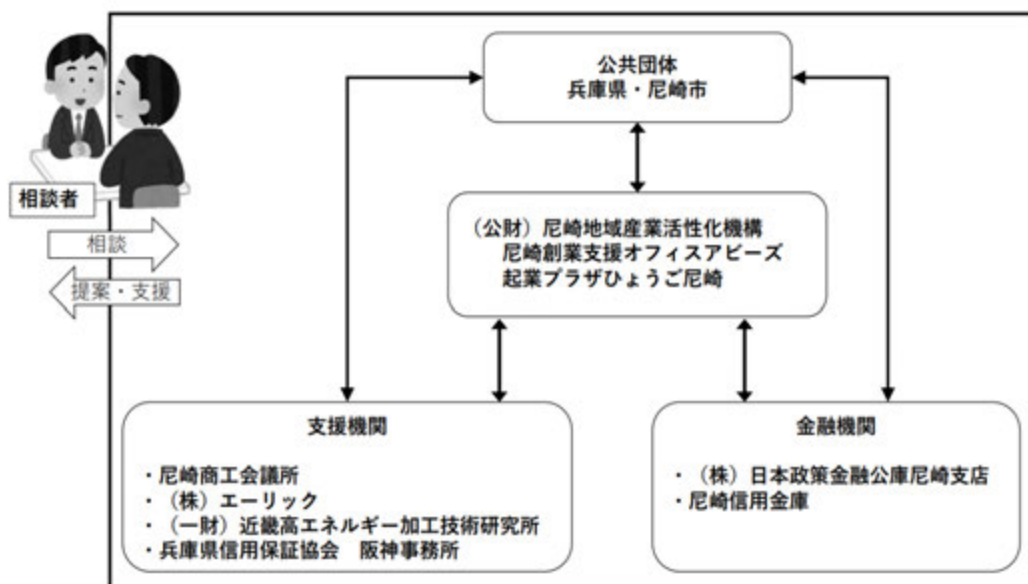 公共団体
兵庫県・尼崎市
相談者
相談
提案・支援
（公財）尼崎地域産業活性化機構
尼崎創業支援オフィスアビーズ
起業プラザひょうご尼崎
支援機関
・尼崎商工会議所
・（株）エーリック
・（一財）近畿高エネルギー加工技術研究所
・兵庫県信用保証協会　阪神事務所
金融機関
・（株）日本政策金融公庫尼崎支店
・尼崎信用金庫